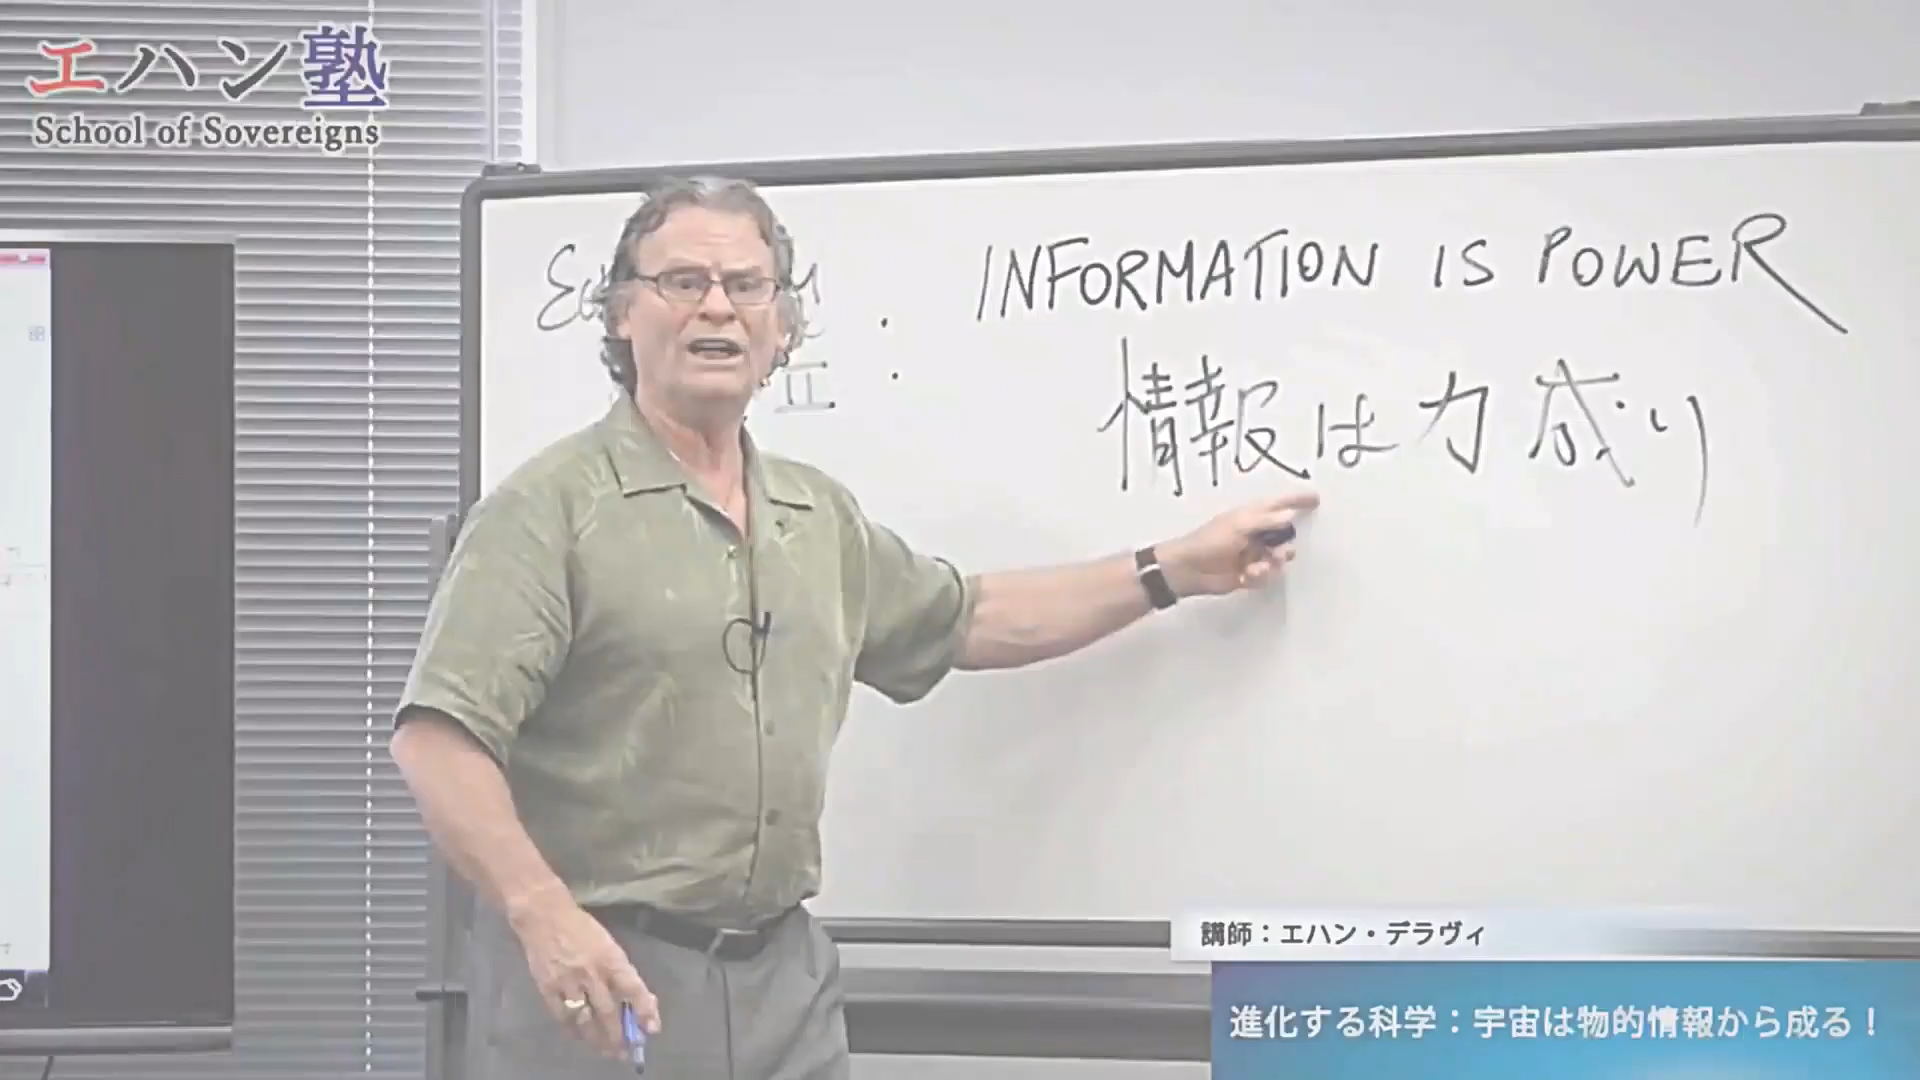 エハン塾
School of Sovereigns
INFORMATION IS POWER
情報は力成り
講師：エハン・デラヴィ
進化する科学：宇宙は物的情報から成る！